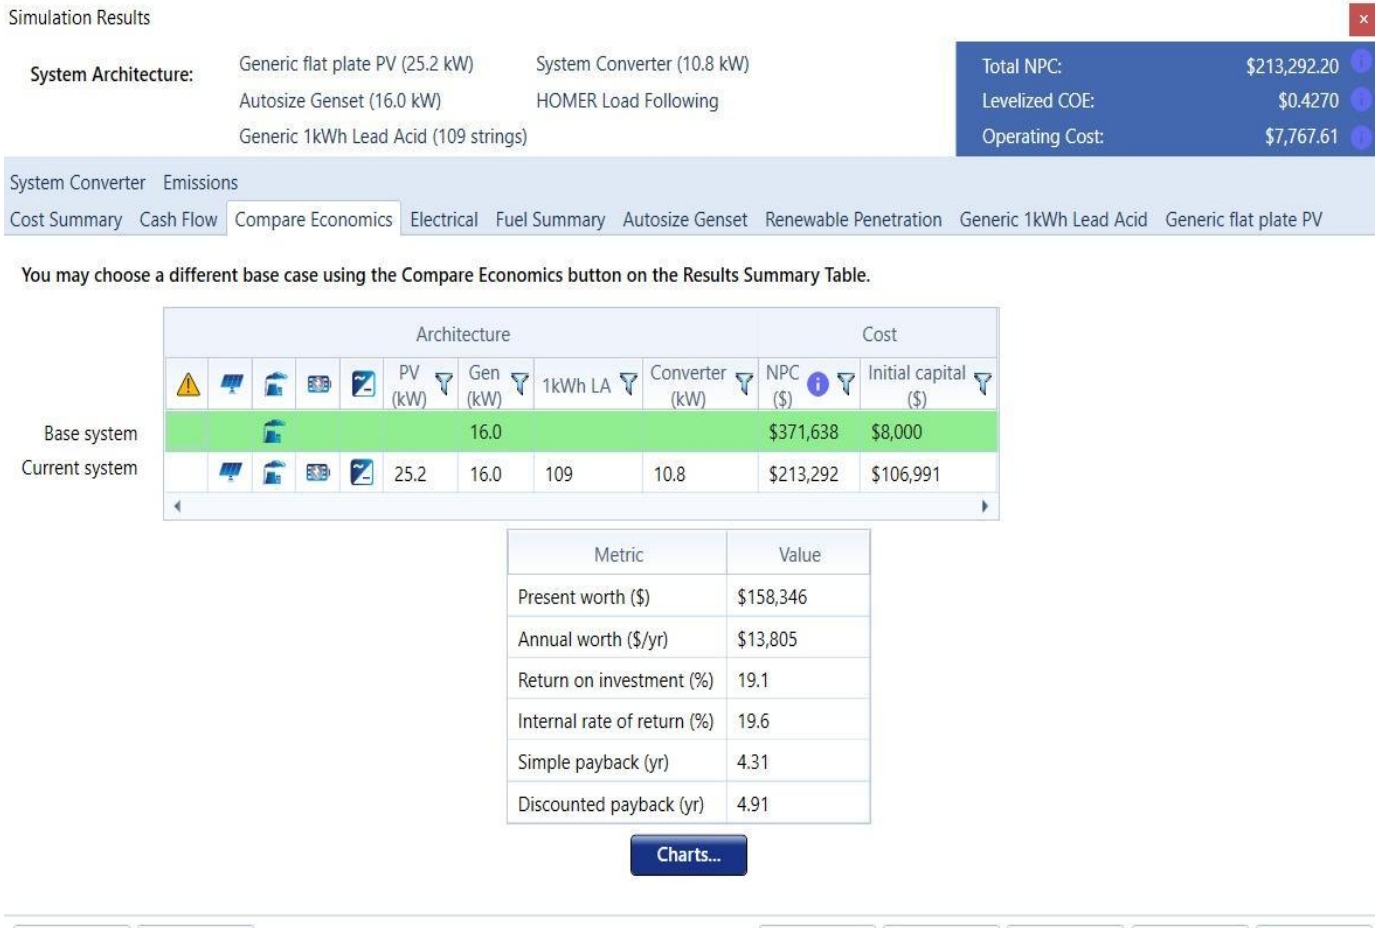 Simulation Results
x
System Architecture:
Generic flat plate PV (25.2 kW)
System Converter (10.8 kW)
Autosize Genset (16.0 kW)
HOMER Load Following
Generic 1kWh Lead Acid (109 strings)
Total NPC: $213,292.20
Levelized COE: $0.4270
Operating Cost: $7,767.61
System Converter Emissions
Cost Summary Cash Flow Compare Economics Electrical Fuel Summary Autosize Genset Renewable Penetration Generic 1kWh Lead Acid Generic flat plate PV
You may choose a different base case using the Compare Economics button on the Results Summary Table.
Architecture Cost
PV (kW) Gen (kW) 1kWh LA Converter (kW) NPC ($) Initial capital ($)
Base system 16.0 $371,638 $8,000
Current system 25.2 16.0 109 10.8 $213,292 $106,991
Metric Value
Present worth ($) $158,346
Annual worth ($/yr) $13,805
Return on investment (%) 19.1
Internal rate of return (%) 19.6
Simple payback (yr) 4.31
Discounted payback (yr) 4.91
Charts...